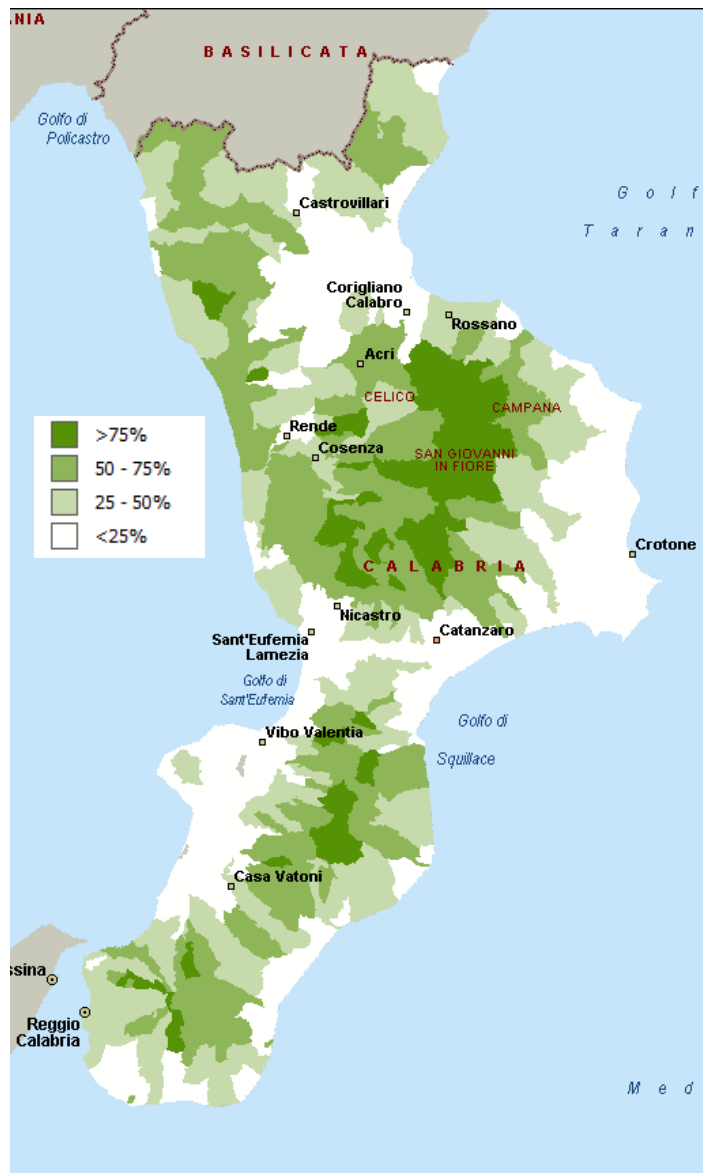 ANIA
BASILICATA
Golfo di
Policastro
Castrovillari
Golf
Taran
Corigliano
Calabro
Rossano
Acri
CELICO
CAMPANA
>75%
50 - 75%
25 - 50%
<25%
Rende
Cosenza
SAN GIOVANNI
IN FIORE
Crotone
CALABRIA
Nicastro
Sant'Eufemia
Lamezia
Catanzaro
Golfo di
Sant'Eufemia
Golfo di
Squillace
Vibo Valentia
Casa Vatoni
ssina
Reggio
Calabria
Med